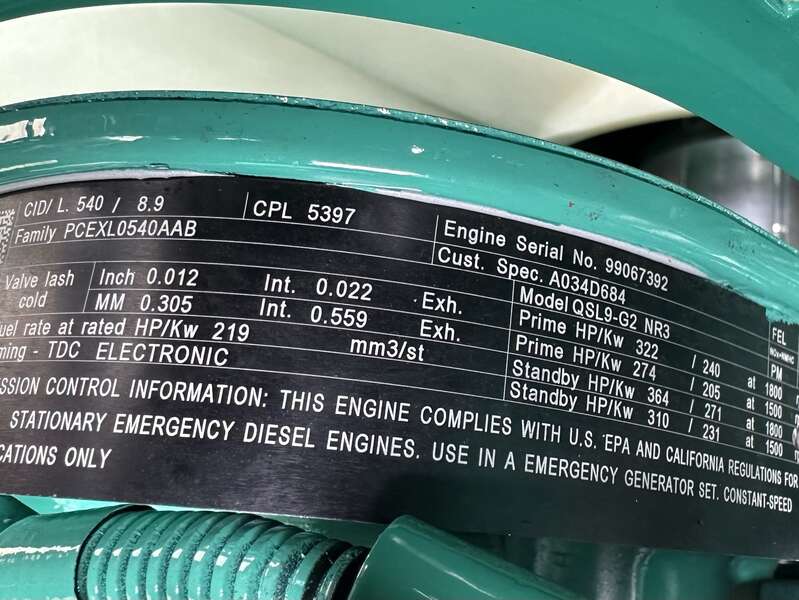 CID/ L. 540 / 8.9
CPL 5397
Family PCEXL0540AAB
Engine Serial No. 99067392
Cust. Spec. A034D684
Valve lash cold
Inch 0.012 Int. 0.022 Exh.
MM 0.305 Int. 0.559 Exh.
uel rate at rated HP/Kw 219 mm3/st
ming - TDC ELECTRONIC
Model QSL9-G2 NR3
Prime HP/Kw 322 / 240 at 1800
Prime HP/Kw 274 / 205 at 1500
Standby HP/Kw 364 / 271 at 1800
Standby HP/Kw 310 / 231 at 1500
FEL
PM
SSION CONTROL INFORMATION: THIS ENGINE COMPLIES WITH U.S. EPA AND CALIFORNIA REGULATIONS FOR
STATIONARY EMERGENCY DIESEL ENGINES. USE IN A EMERGENCY GENERATOR SET. CONSTANT-SPEED
CATIONS ONLY